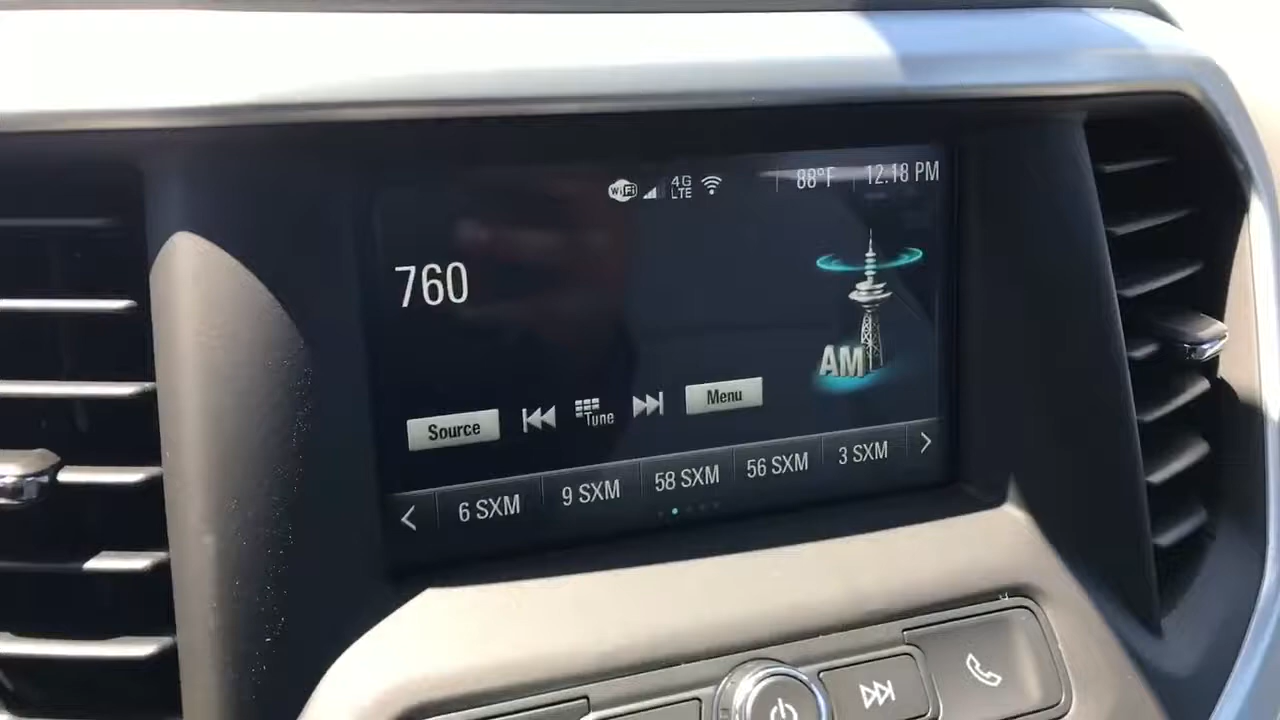 WiFi 4G LTE 88°F 12:18 PM
760
AM
Source Tune Menu
6 SXM 9 SXM 58 SXM 56 SXM 3 SXM